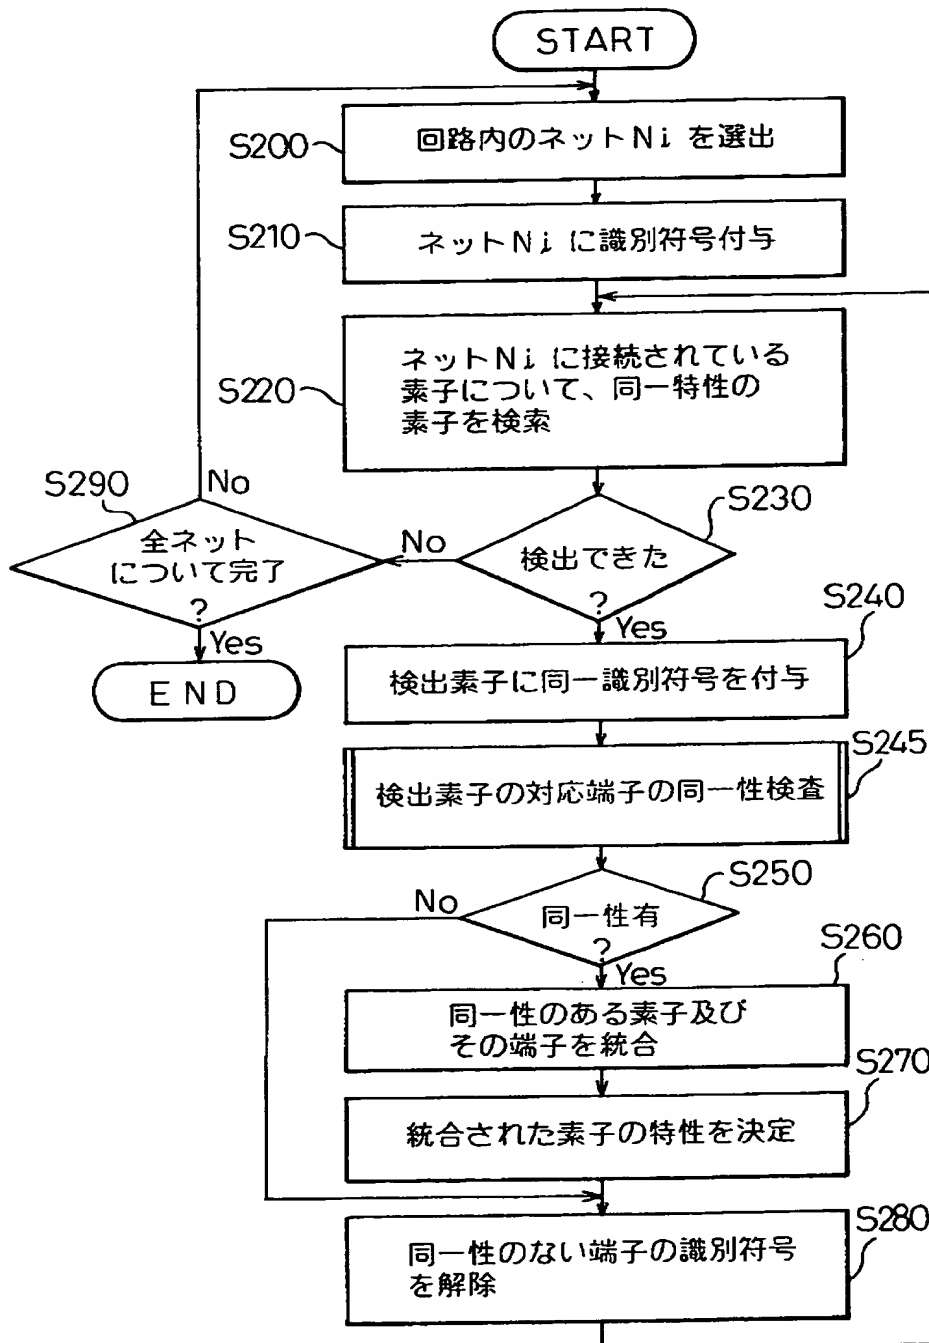 START
S200
回路内のネットNiを選出
S210
ネットNiに識別符号付与
S220
ネットNiに接続されている
素子について、同一特性の
素子を検索
S290
No
全ネット
について完了
?
Yes
END
S230
No
検出できた
?
Yes
S240
検出素子に同一識別符号を付与
S245
検出素子の対応端子の同一性検査
S250
No
同一性有
?
Yes
S260
同一性のある素子及び
その端子を統合
S270
統合された素子の特性を決定
S280
同一性のない端子の識別符号
を解除